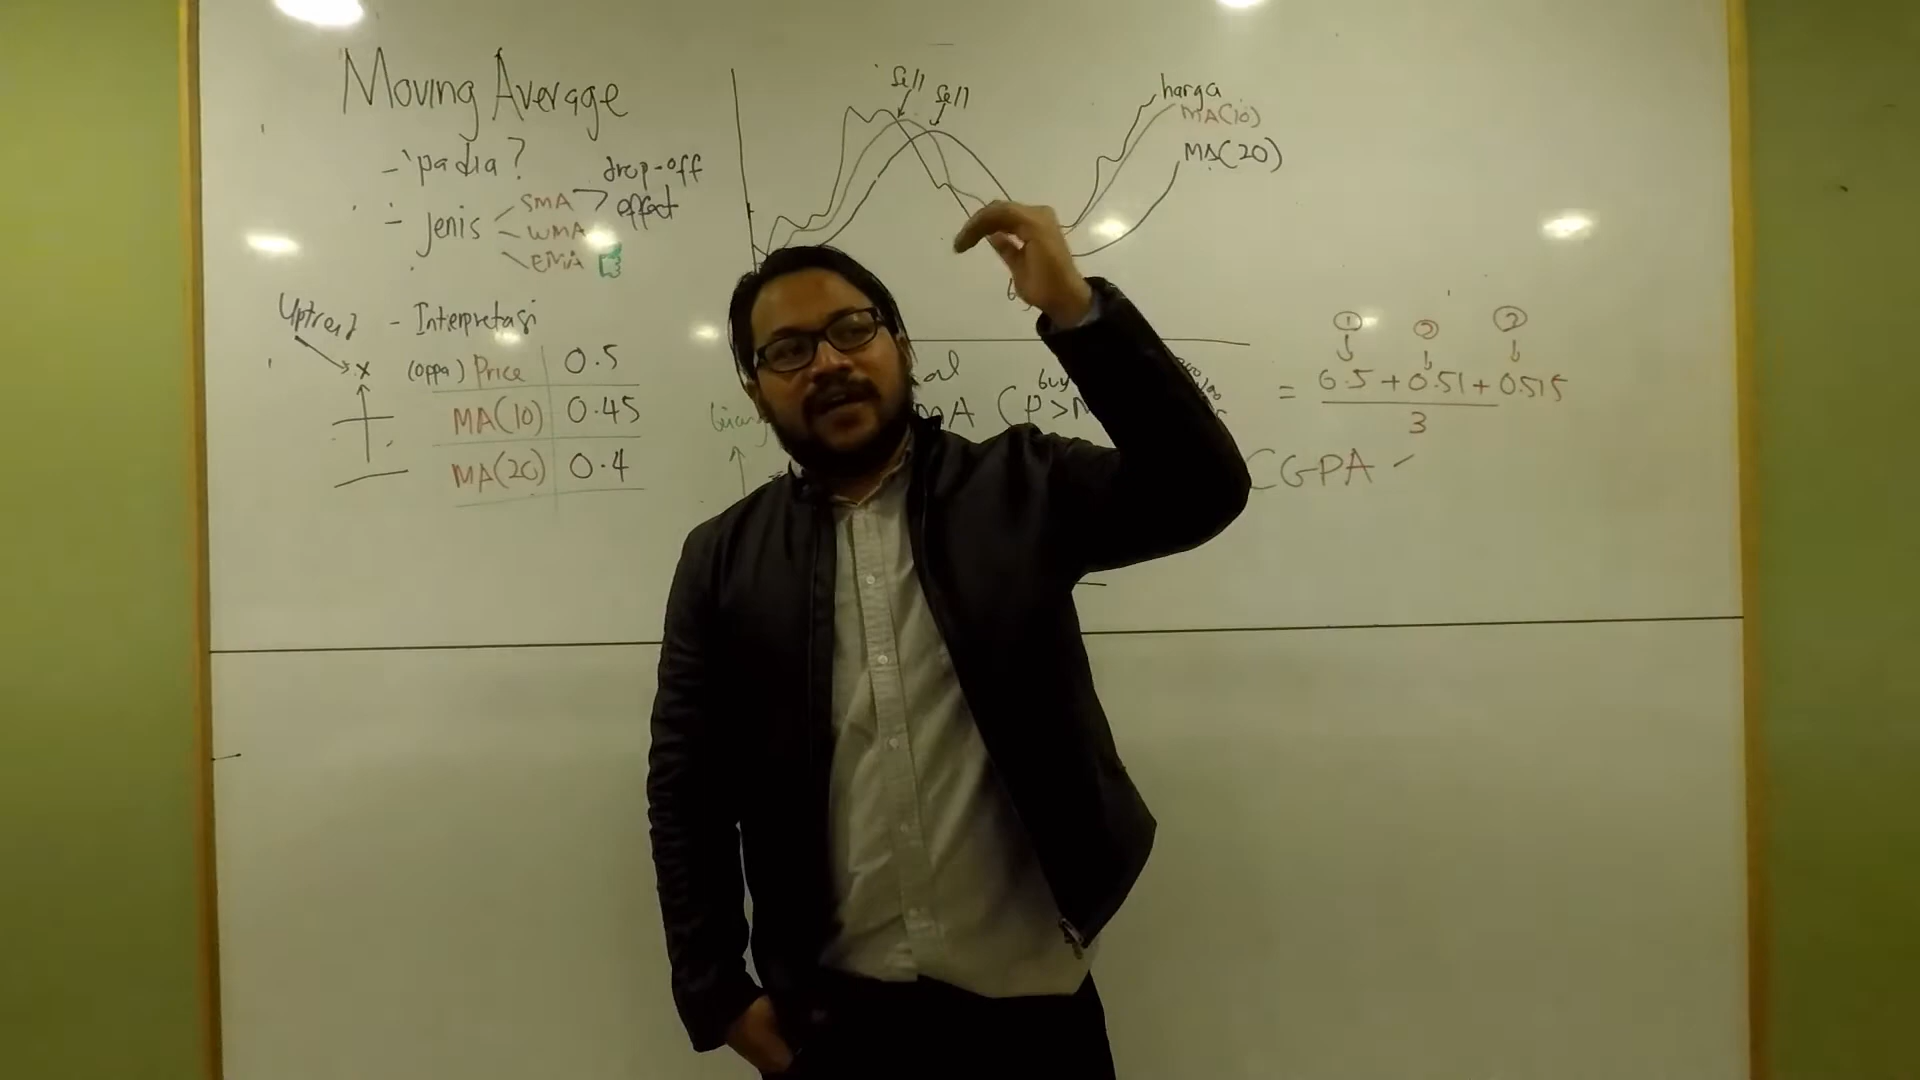 Moving Average
- 'padia?
- Jenis
SMA
WMA
EMA
drop-off
effect
Uptrend
x
- Interpretasi
(oppa) Price 0.5
MA(10) 0.45
MA(20) 0.4
Sell
Sell
harga
MA(10)
MA(20)
buy
MA (P>M
= 0.5 + 0.51 + 0.515
3
CGPA